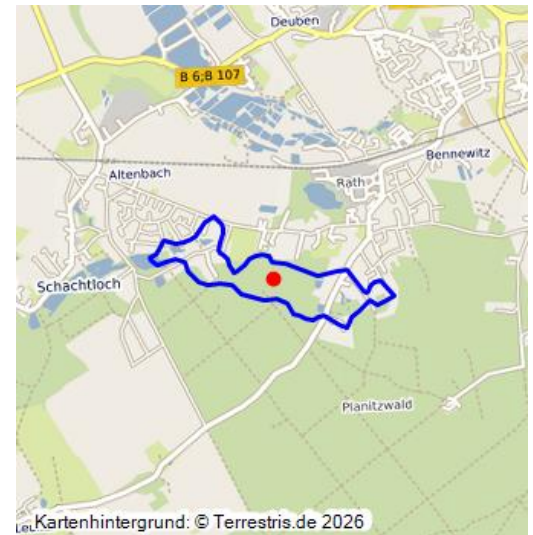 Deuben
B 6;B 107
Bennewitz
Altenbach
Rath
Schachtloch
Planitzwald
Kartenhintergrund: © Terrestris.de 2026